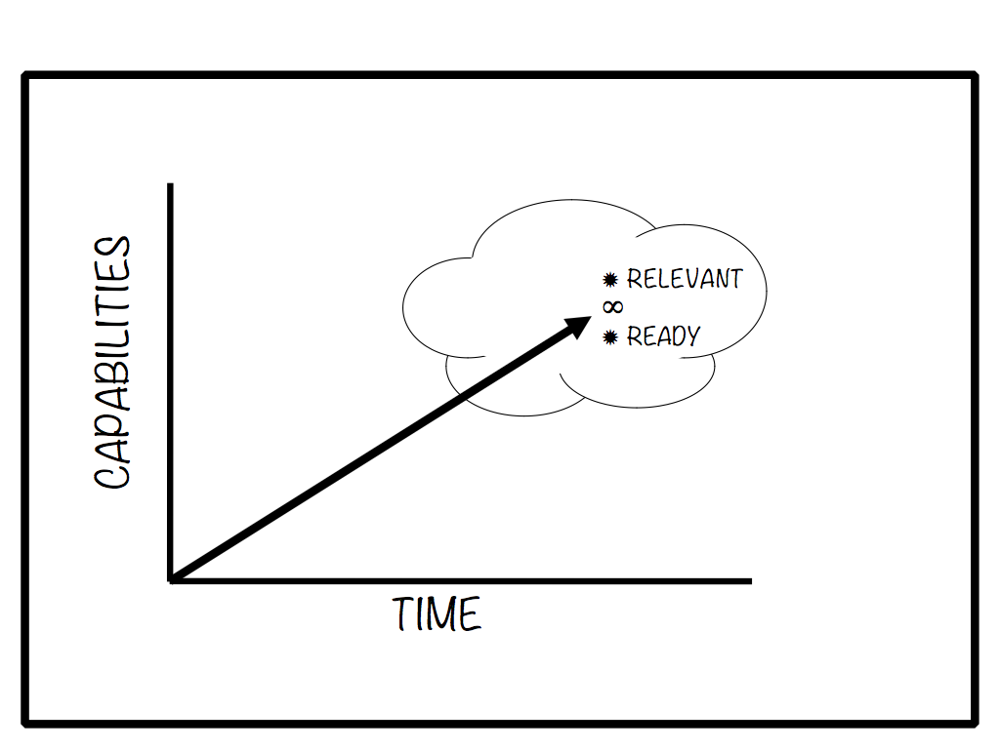 CAPABILITIES
✹ RELEVANT
∞
✹ READY
TIME